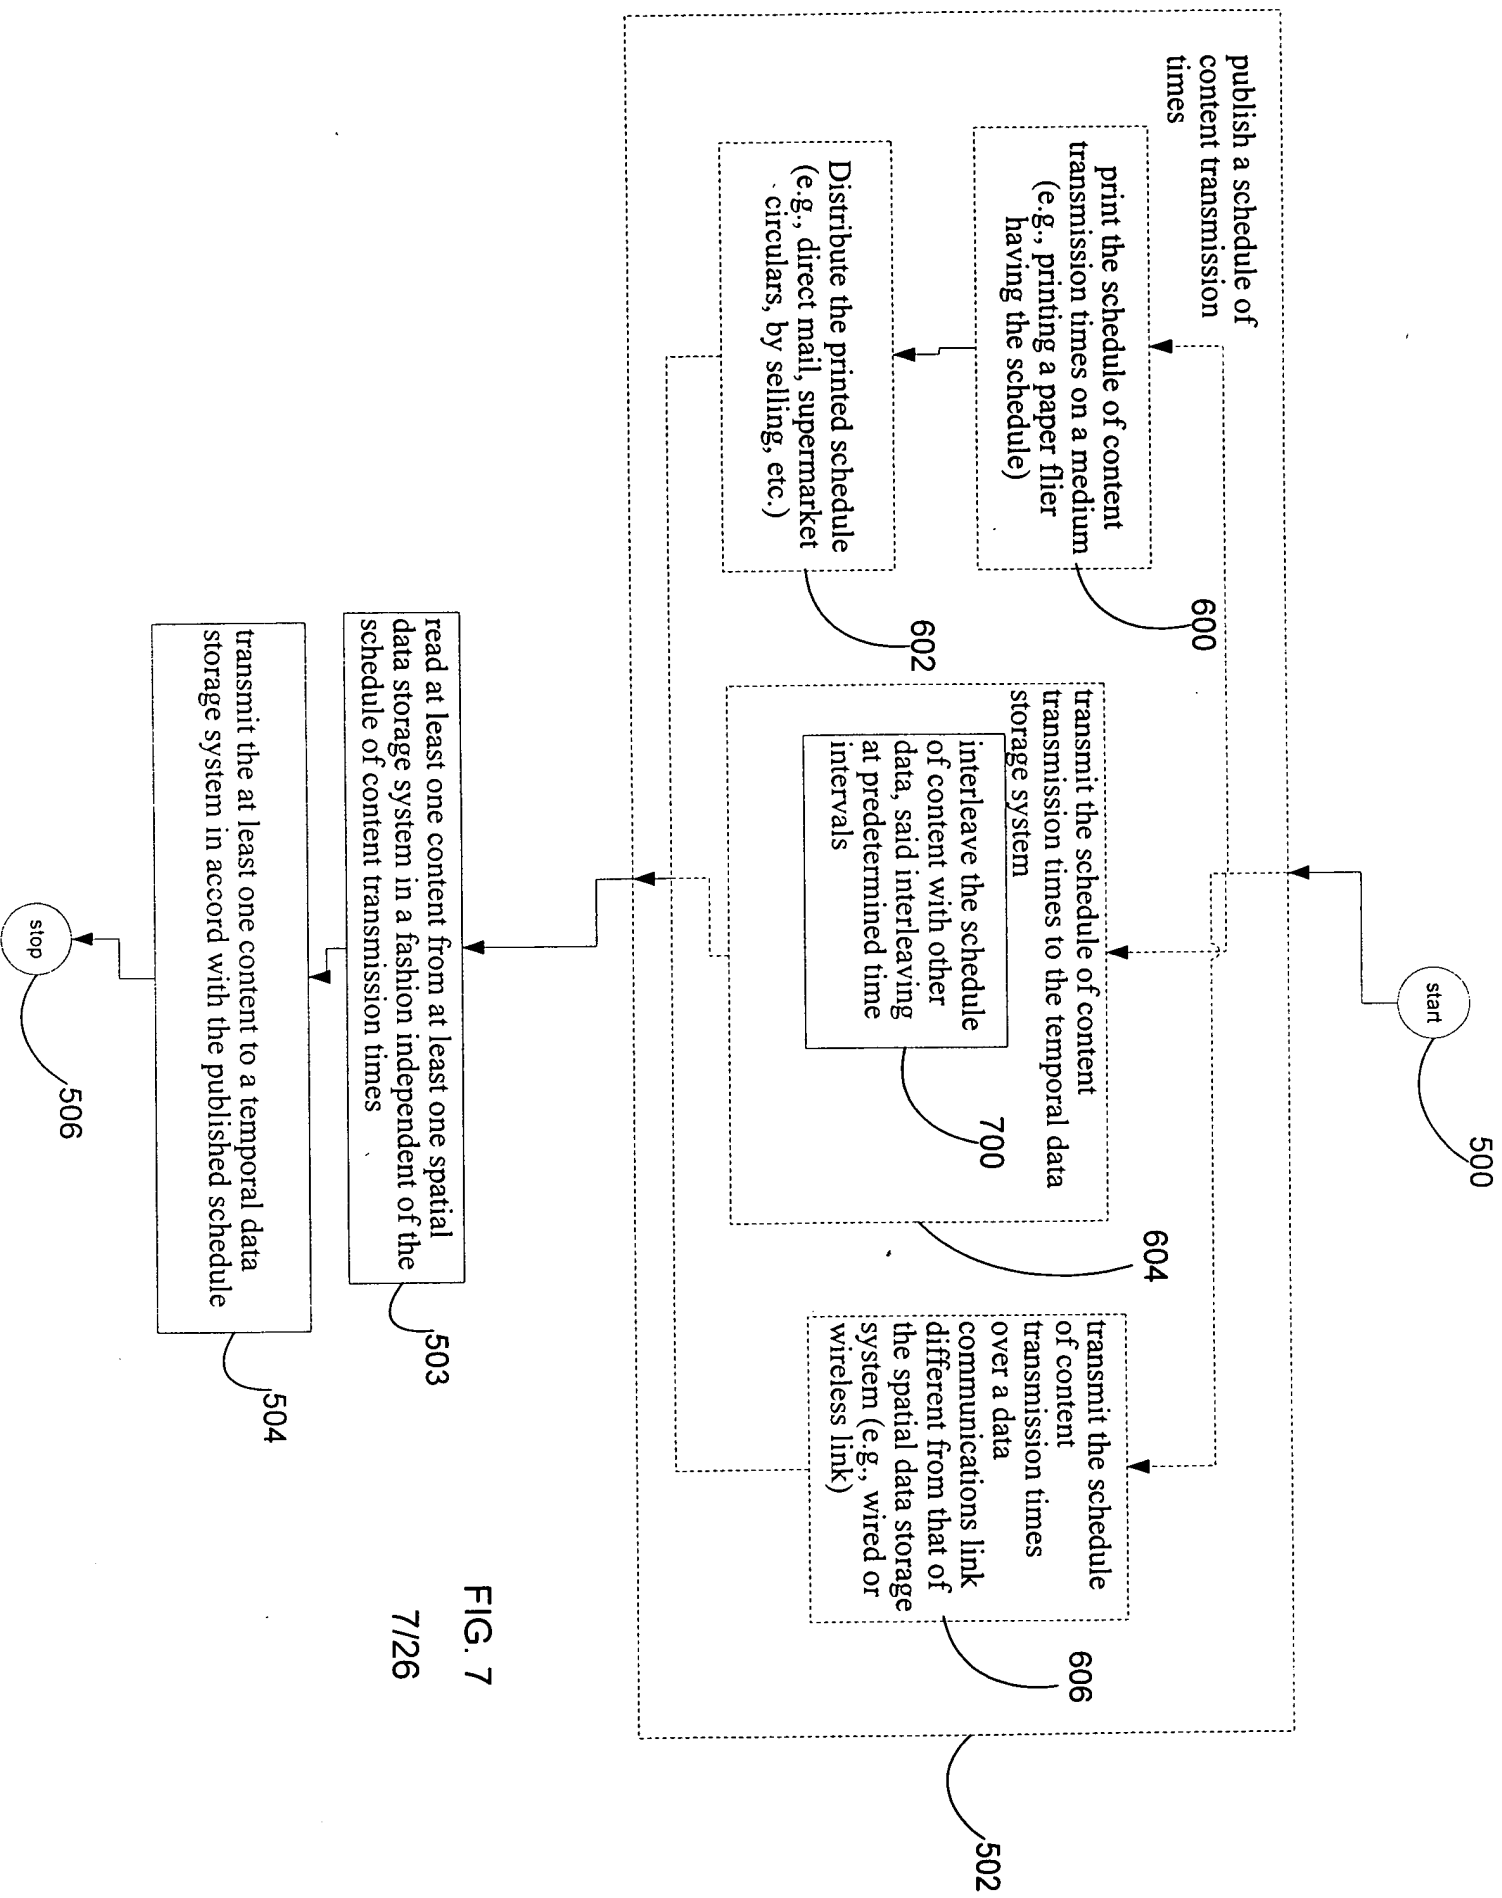 start
500
publish a schedule of
content transmission
times
print the schedule of content
transmission times on a medium
(e.g., printing a paper flier
having the schedule)
600
Distribute the printed schedule
(e.g., direct mail, supermarket
circulars, by selling, etc.)
602
transmit the schedule of content
transmission times to the temporal data
storage system
interleave the schedule
of content with other
data, said interleaving
at predetermined time
intervals
700
604
transmit the schedule
of content
transmission times
over a data
communications link
different from that of
the spatial data storage
system (e.g., wired or
wireless link)
606
502
read at least one content from at least one spatial
data storage system in a fashion independent of the
schedule of content transmission times
503
transmit the at least one content to a temporal data
storage system in accord with the published schedule
504
stop
506
FIG. 7
7/26